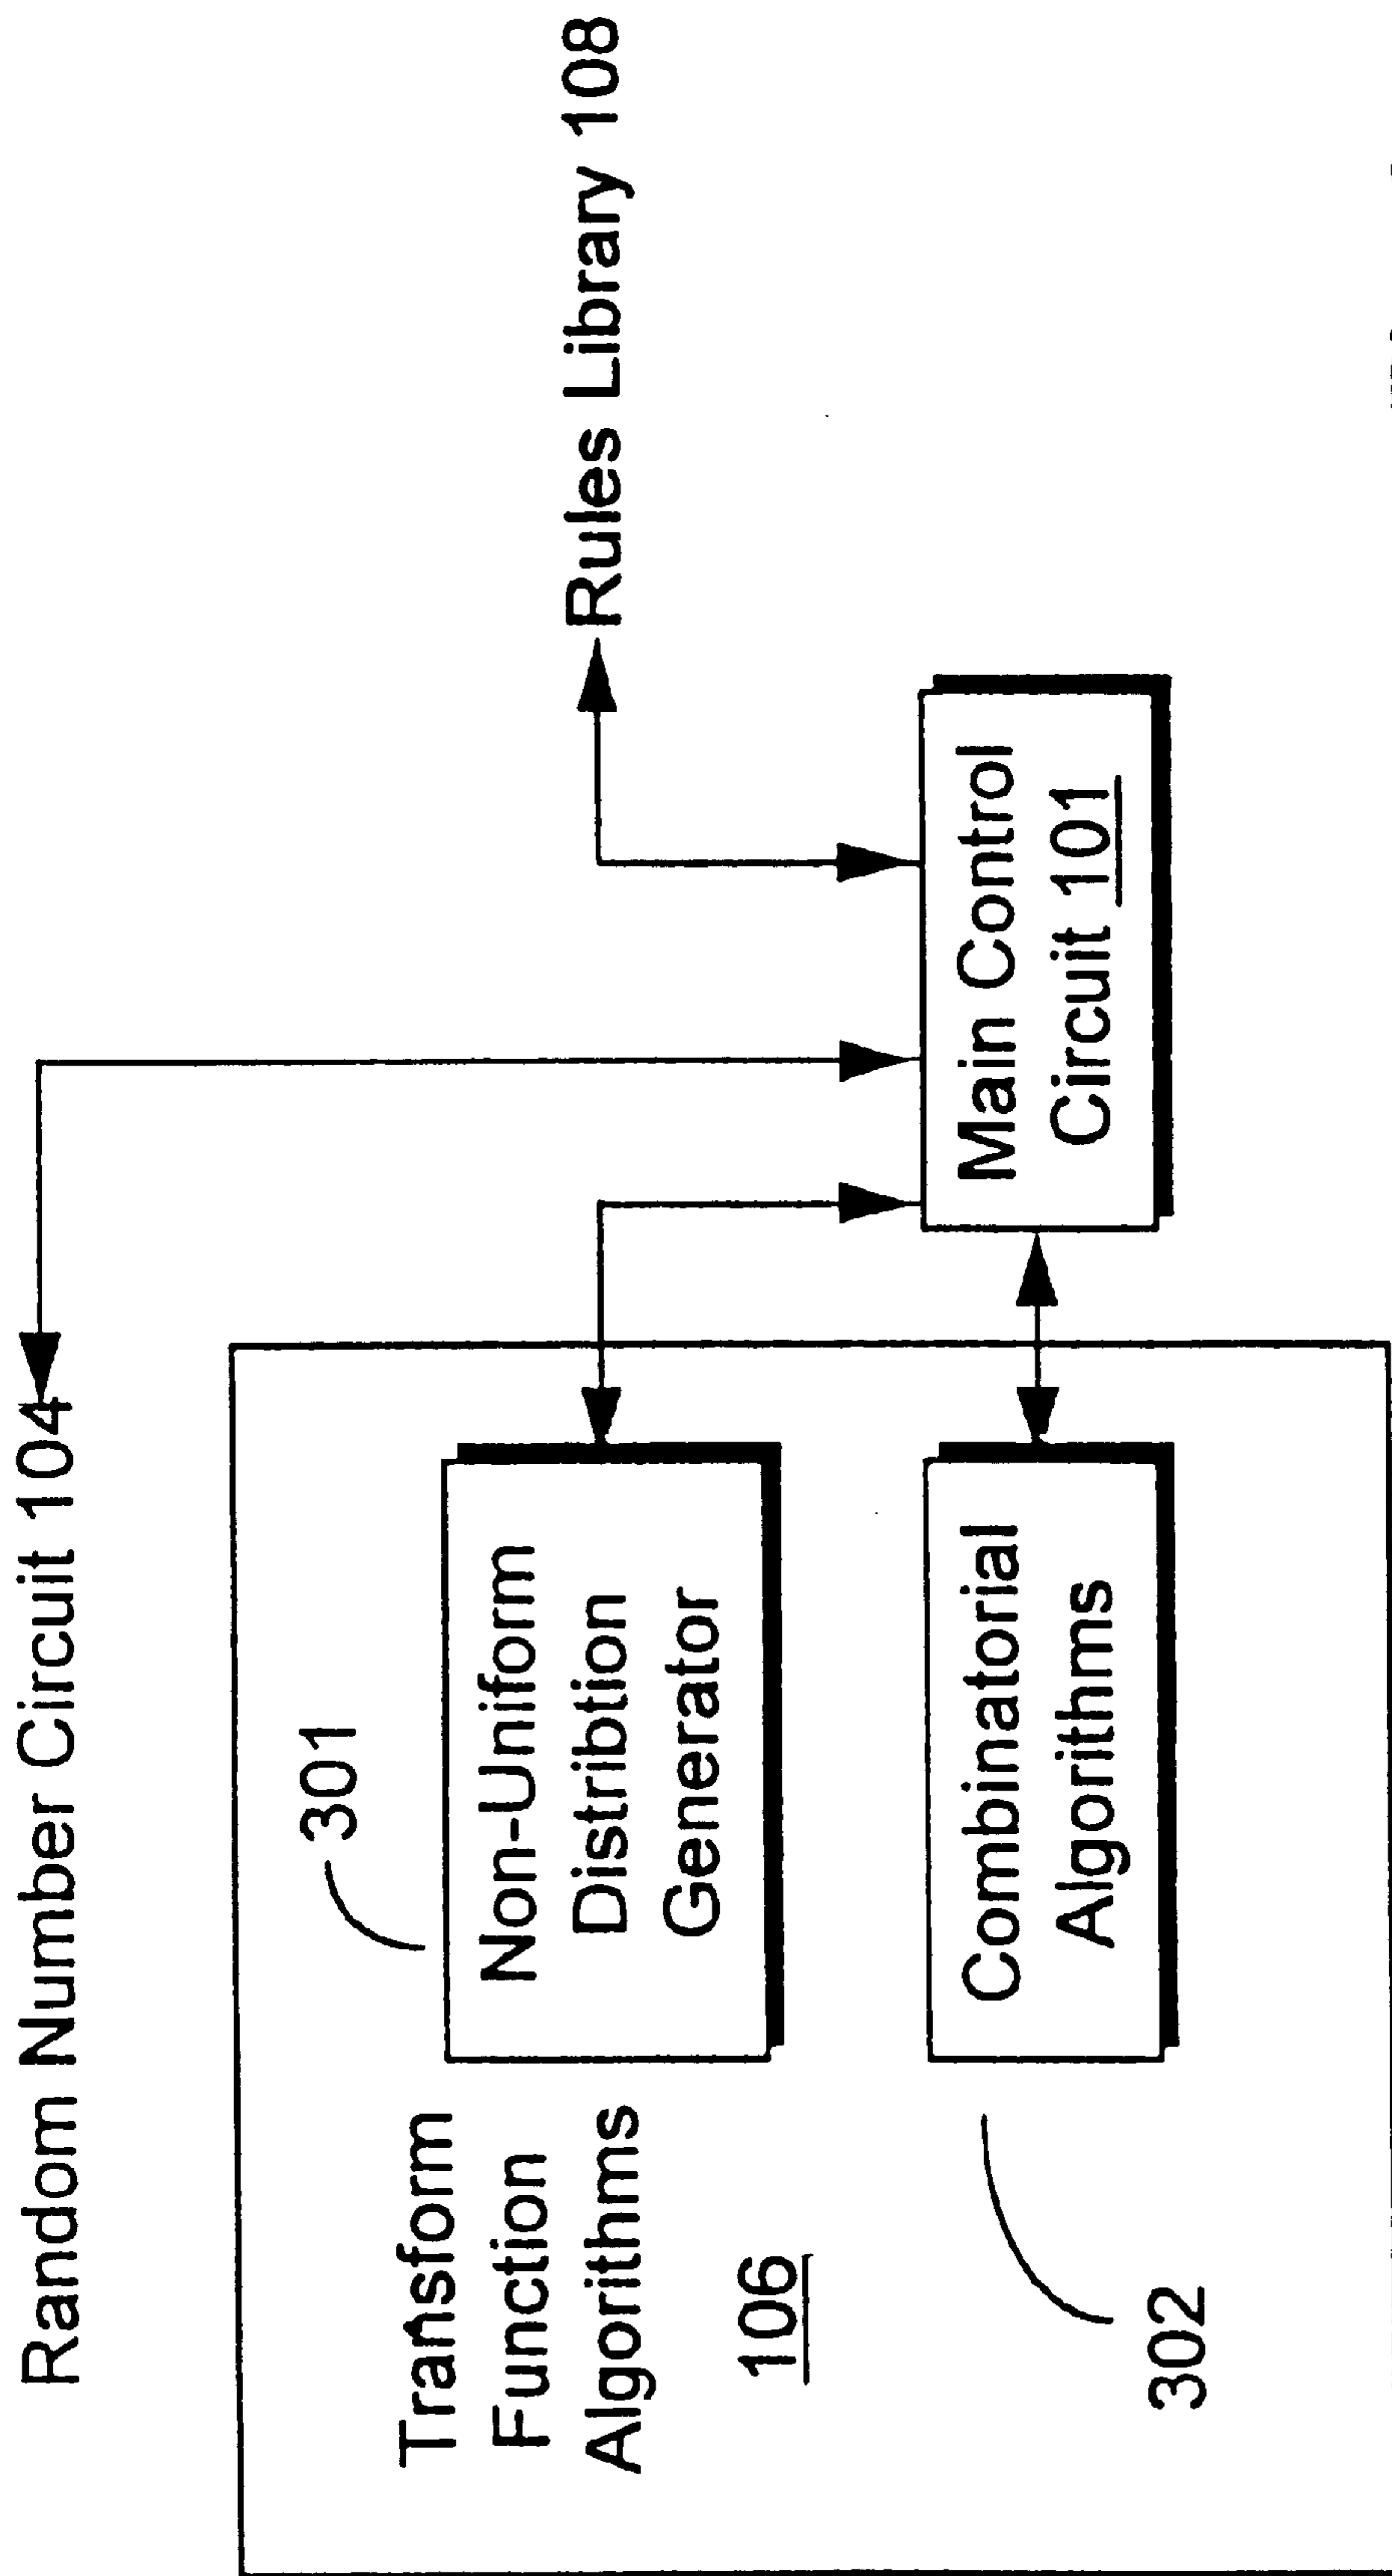 Random Number Circuit 104
Rules Library 108
301
Transform
Function
Algorithms
106
Non-Uniform
Distribtion
Generator
Main Control
Circuit 101
Combinatorial
Algorithms
302